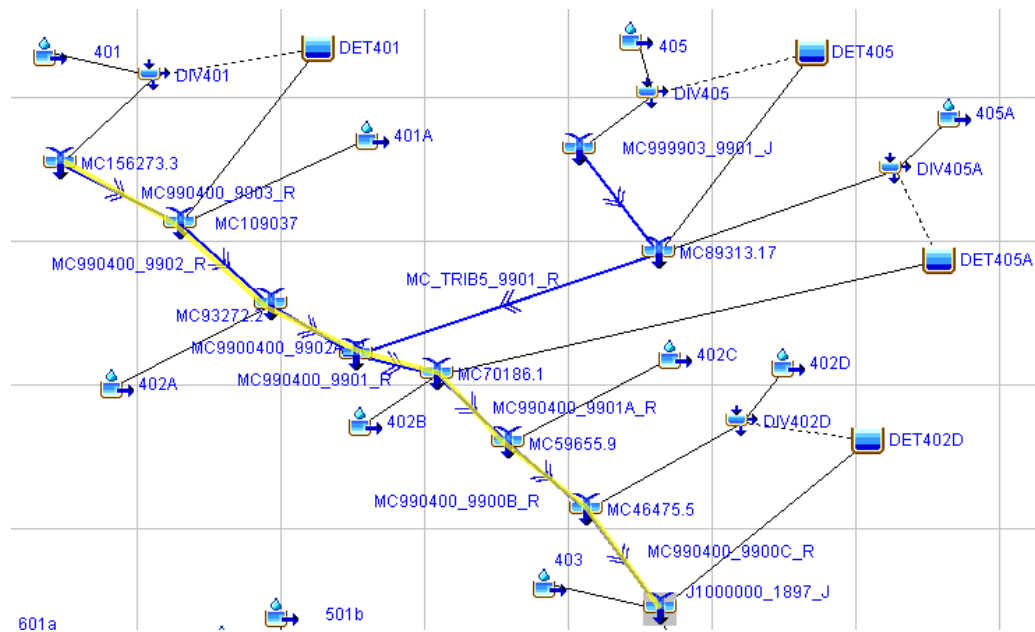 401
DET401
405
DET405
DIV401
DIV405
405A
401A
MC999903_9901_J
MC156273.3
DIV405A
MC990400_9903_R
MC109037
MC89313.17
MC990400_9902_R
DET405A
MC_TRIB5_9901_R
MC93272.2
MC9900400_9902A
402C
402D
MC990400_9901_R
MC70186.1
402A
MC990400_9901A_R
402B
DIV402D
MC59655.9
DET402D
MC990400_9900B_R
MC46475.5
MC990400_9900C_R
403
J1000000_1897_J
501b
601a